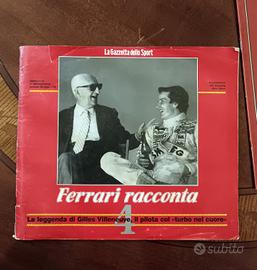 La Gazzetta dello Sport
Ferrari racconta
4
La leggenda di Gilles Villeneuve, il pilota col «turbo nel cuore»
subito